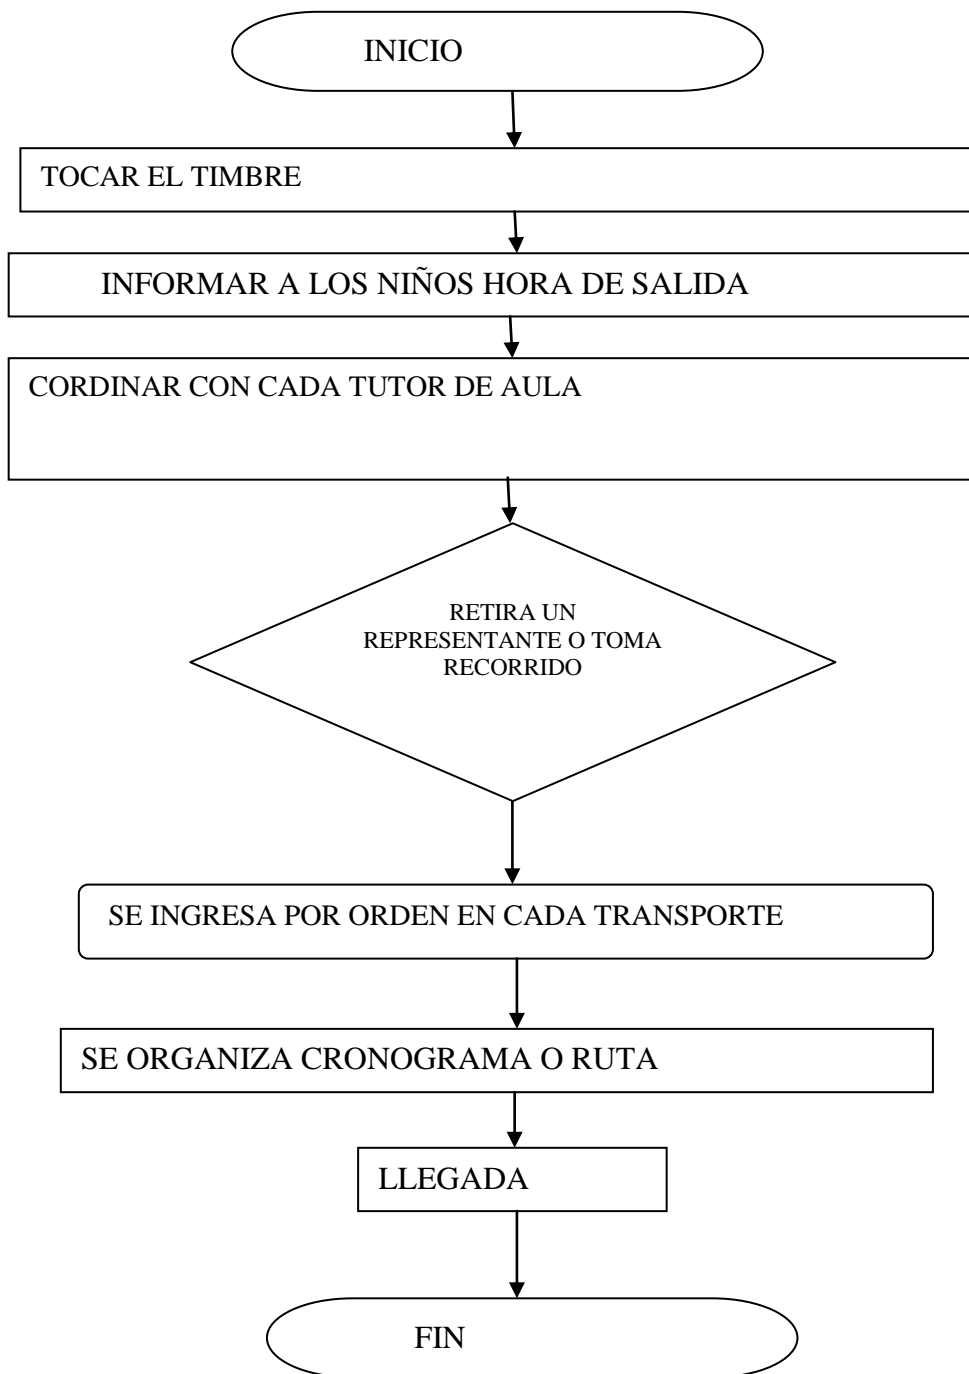 INICIO
TOCAR EL TIMBRE
INFORMAR A LOS NIÑOS HORA DE SALIDA
CORDINAR CON CADA TUTOR DE AULA
RETIRA UN
REPRESENTANTE O TOMA
RECORRIDO
SE INGRESA POR ORDEN EN CADA TRANSPORTE
SE ORGANIZA CRONOGRAMA O RUTA
LLEGADA
FIN